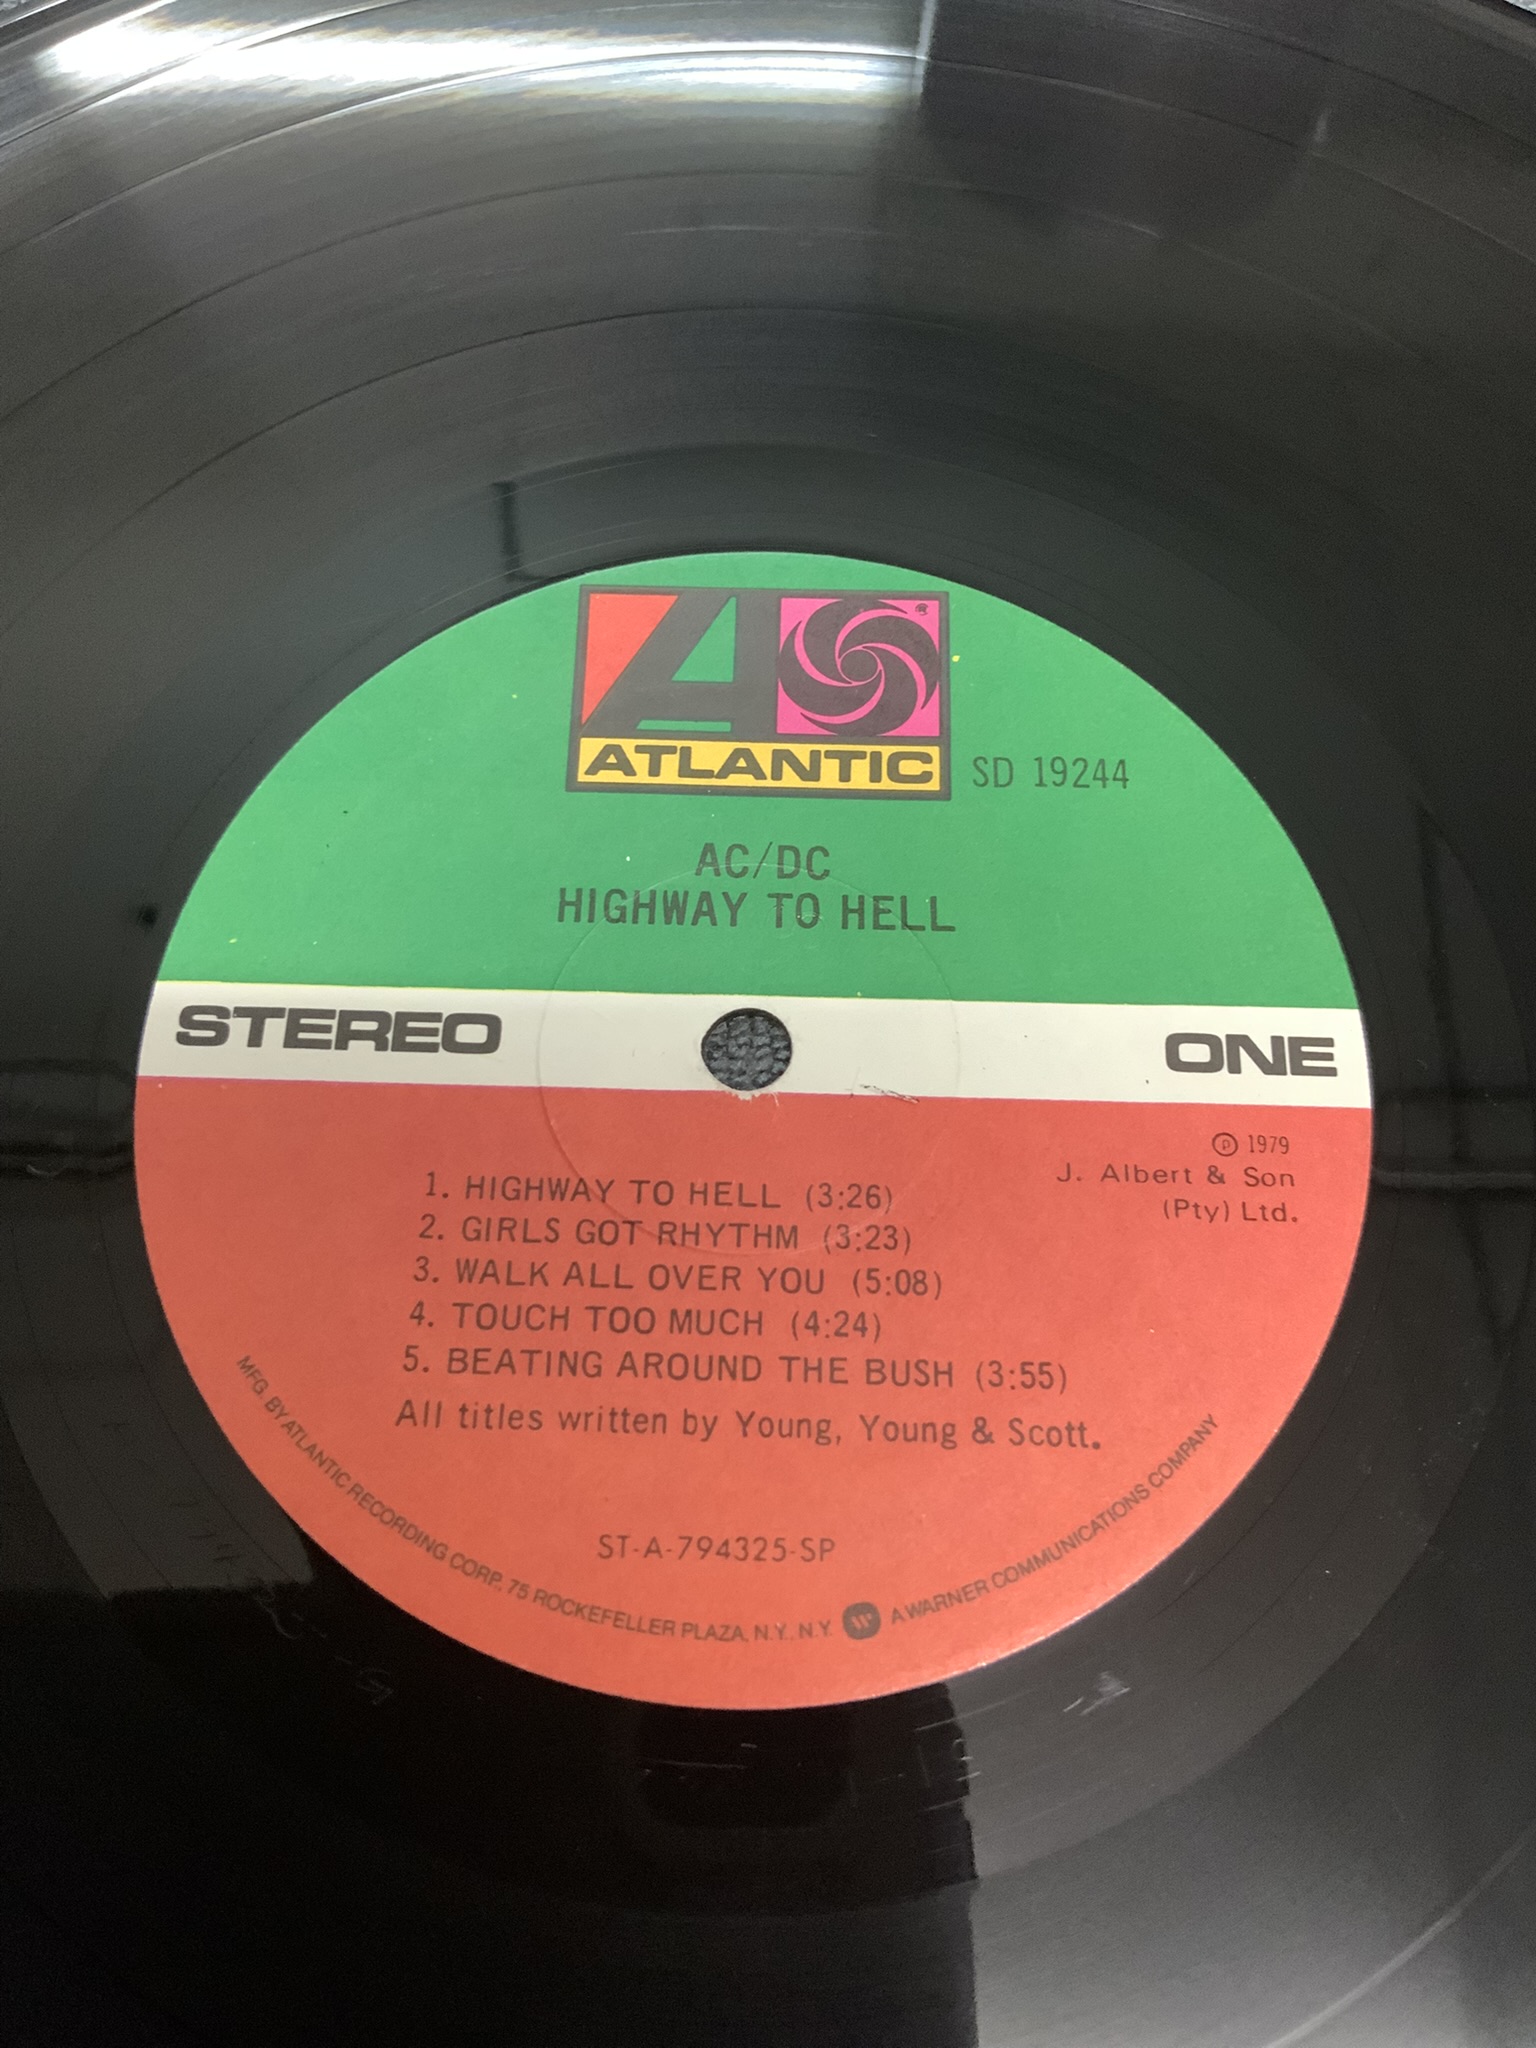 ATLANTIC
SD 19244
AC/DC
HIGHWAY TO HELL
STEREO
ONE
℗ 1979
J. Albert & Son
(Pty) Ltd.
1. HIGHWAY TO HELL (3:26)
2. GIRLS GOT RHYTHM (3:23)
3. WALK ALL OVER YOU (5:08)
4. TOUCH TOO MUCH (4:24)
5. BEATING AROUND THE BUSH (3:55)
All titles written by Young, Young & Scott.
ST-A-794325-SP
MFG. BY ATLANTIC RECORDING CORP. 75 ROCKEFELLER PLAZA, N.Y. N.Y. A WARNER COMMUNICATIONS COMPANY